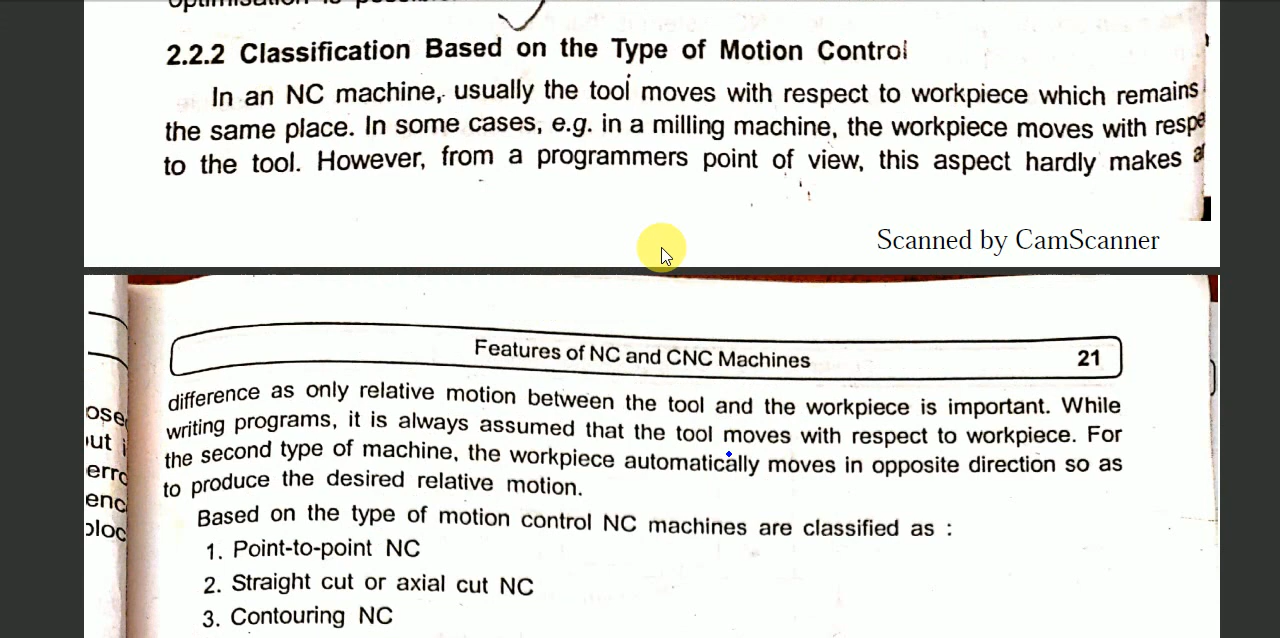 2.2.2 Classification Based on the Type of Motion Control
In an NC machine, usually the tool moves with respect to workpiece which remains
the same place. In some cases, e.g. in a milling machine, the workpiece moves with respe
to the tool. However, from a programmers point of view, this aspect hardly makes
Scanned by CamScanner
Features of NC and CNC Machines 21
difference as only relative motion between the tool and the workpiece is important. While
writing programs, it is always assumed that the tool moves with respect to workpiece. For
the second type of machine, the workpiece automatically moves in opposite direction so as
to produce the desired relative motion.
Based on the type of motion control NC machines are classified as :
1. Point-to-point NC
2. Straight cut or axial cut NC
3. Contouring NC